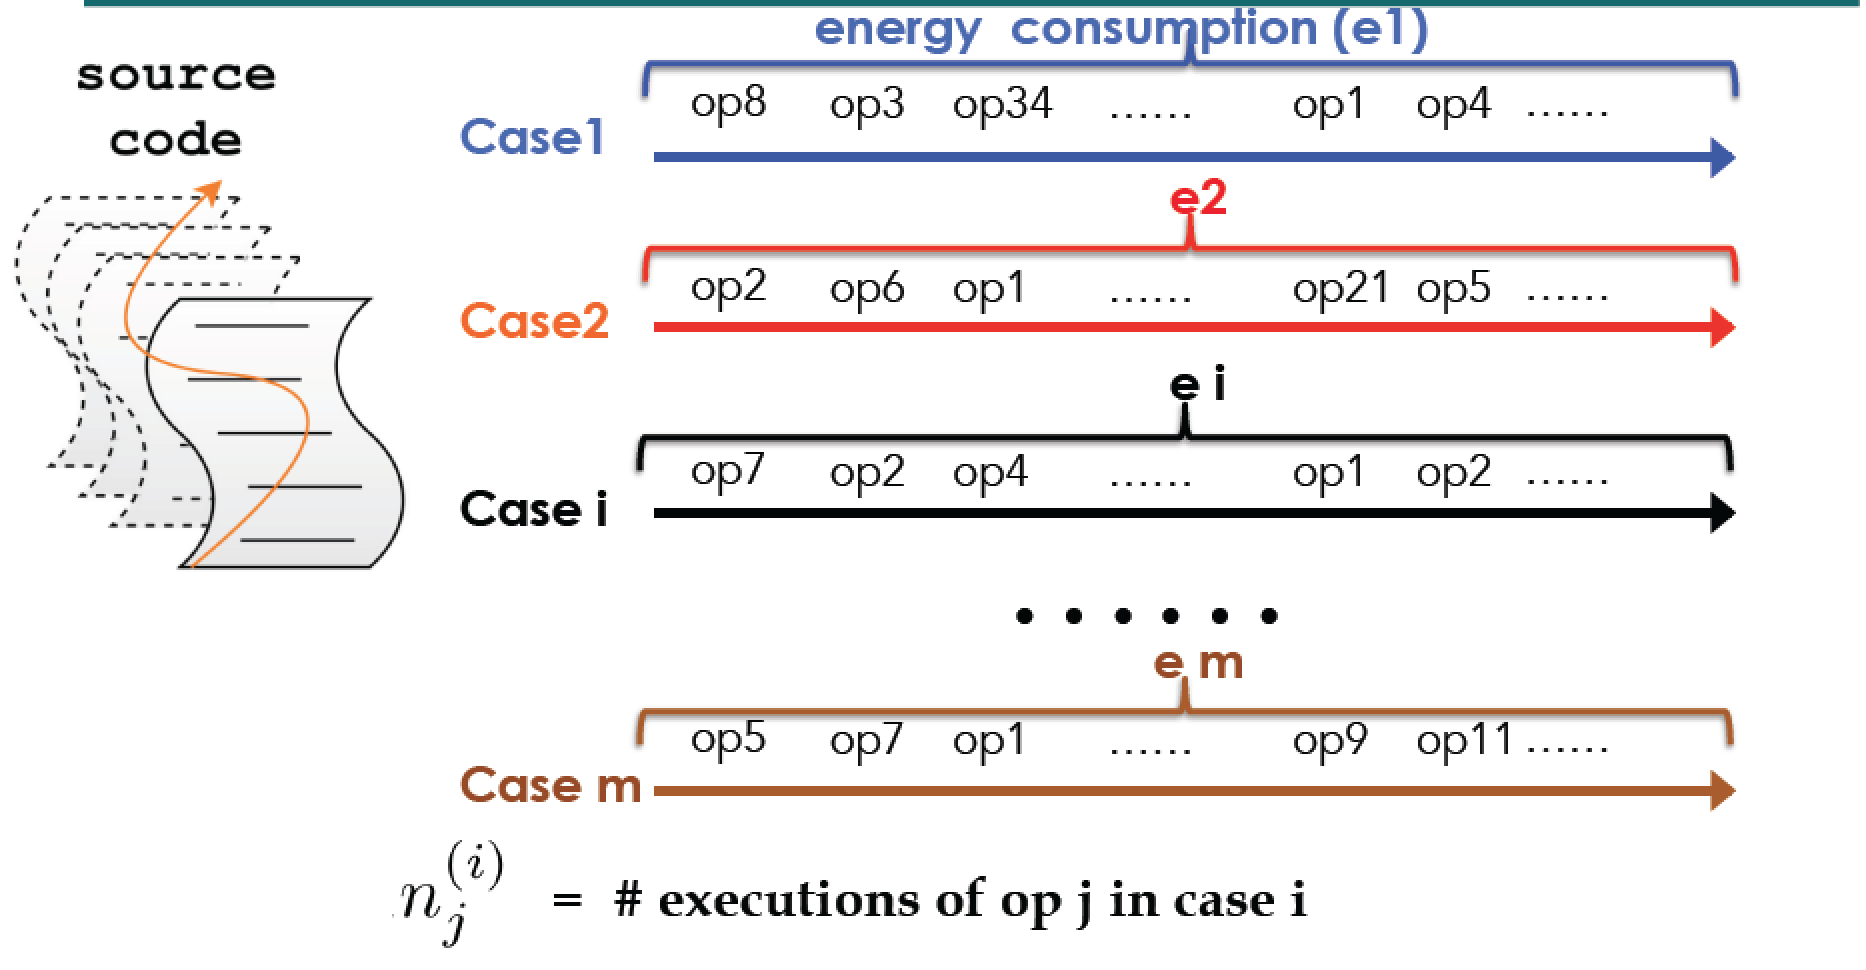 energy consumption (e1)
source
code
op8 op3 op34 ...... op1 op4 ......
Case1
e2
op2 op6 op1 ...... op21 op5 ......
Case2
e i
op7 op2 op4 ...... op1 op2 ......
Case i
......
e m
op5 op7 op1 ...... op9 op11 ......
Case m
n_j^{(i)} = # executions of op j in case i